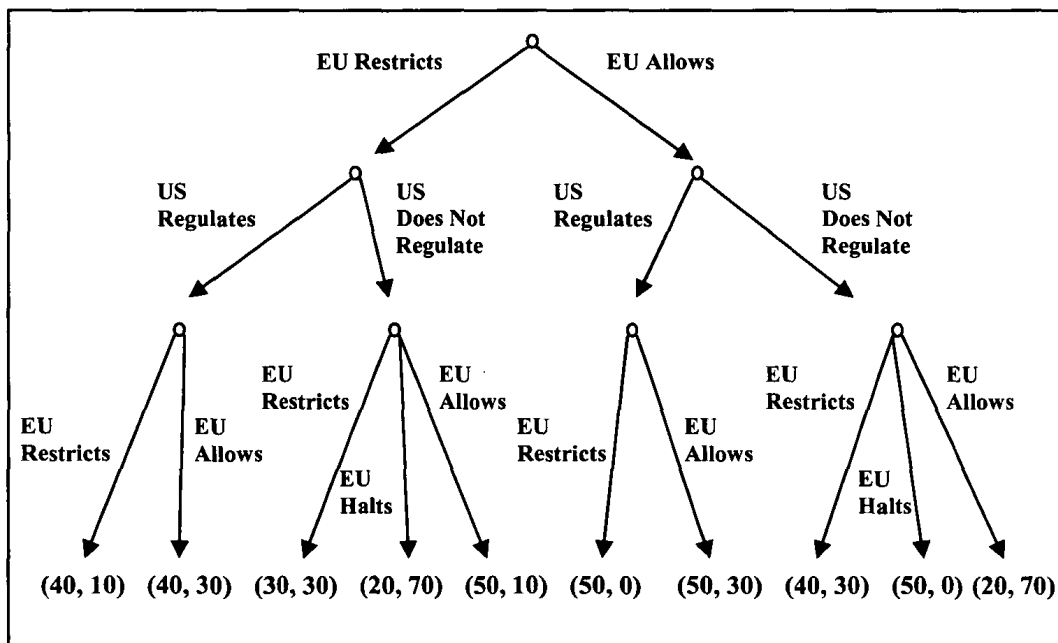 EU Restricts
EU Allows
US
Regulates
US
Does Not
Regulate
US
Regulates
US
Does Not
Regulate
EU
Restricts
EU
Allows
EU
Restricts
EU
Halts
EU
Allows
EU
Restricts
EU
Allows
EU
Restricts
EU
Halts
EU
Allows
(40, 10) (40, 30) (30, 30) (20, 70) (50, 10) (50, 0) (50, 30) (40, 30) (50, 0) (20, 70)